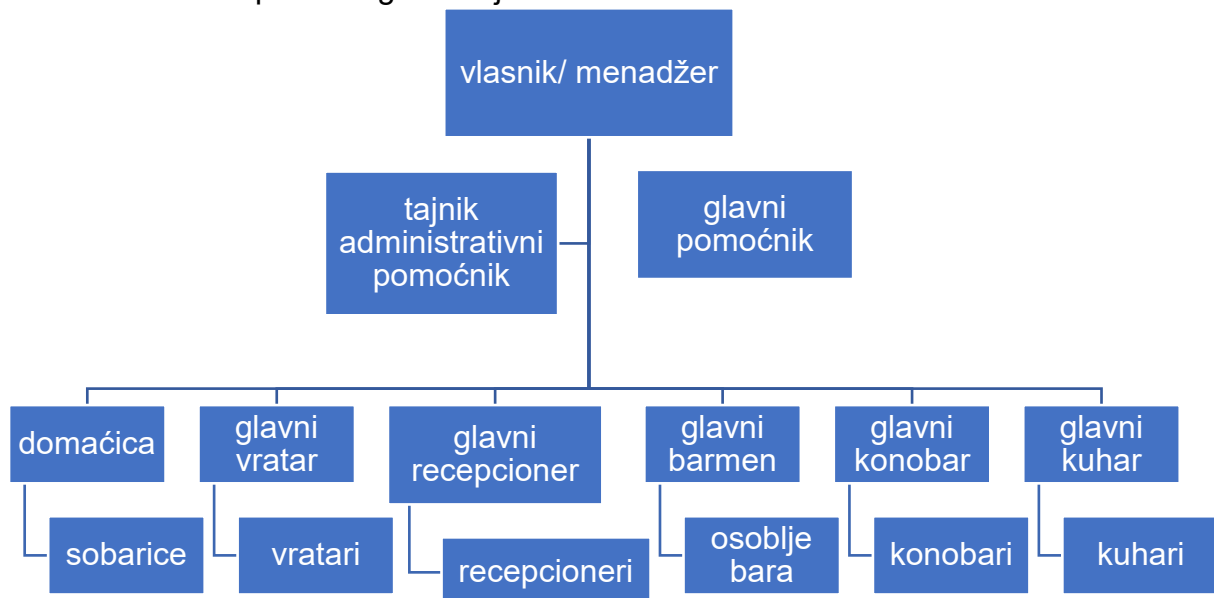 vlasnik/ menadžer
tajnik
administrativni
pomoćnik
glavni
pomoćnik
domaćica
glavni
vratar
glavni
recepcioner
glavni
barmen
glavni
konobar
glavni
kuhar
sobarice
vratari
recepcioneri
osoblje
bara
konobari
kuhari